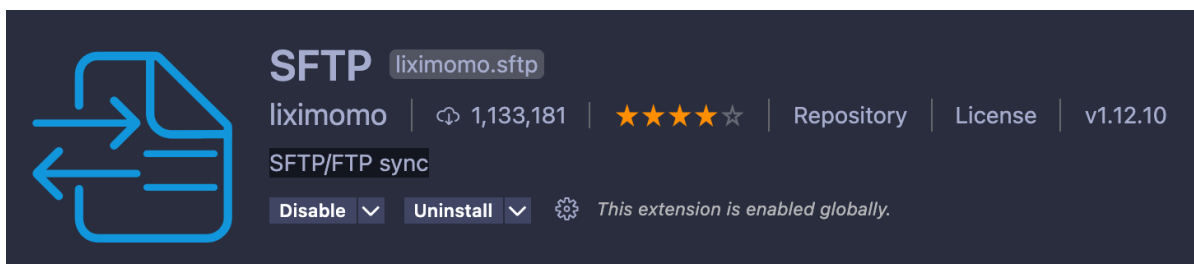 SFTP liximomo.sftp
liximomo 1,133,181 Repository License v1.12.10
SFTP/FTP sync
Disable Uninstall This extension is enabled globally.